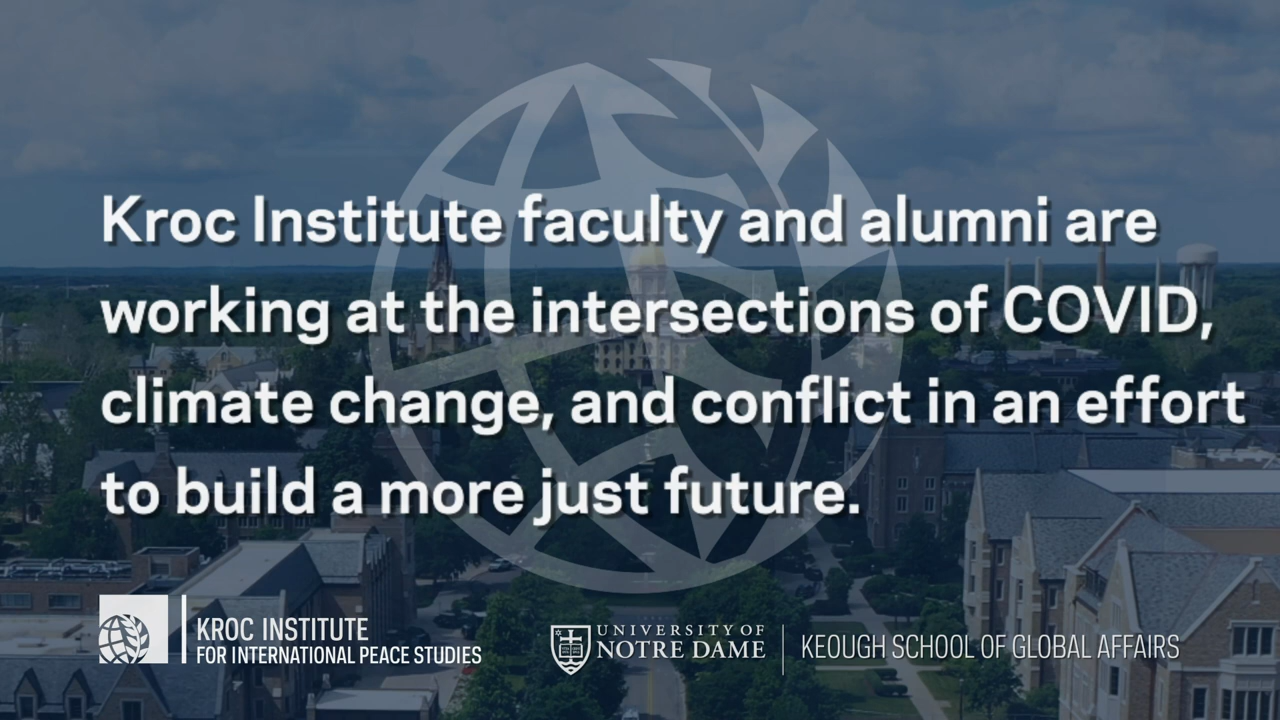 Kroc Institute faculty and alumni are
working at the intersections of COVID,
climate change, and conflict in an effort
to build a more just future.
KROC INSTITUTE
FOR INTERNATIONAL PEACE STUDIES
UNIVERSITY OF
NOTRE DAME
KEOUGH SCHOOL OF GLOBAL AFFAIRS